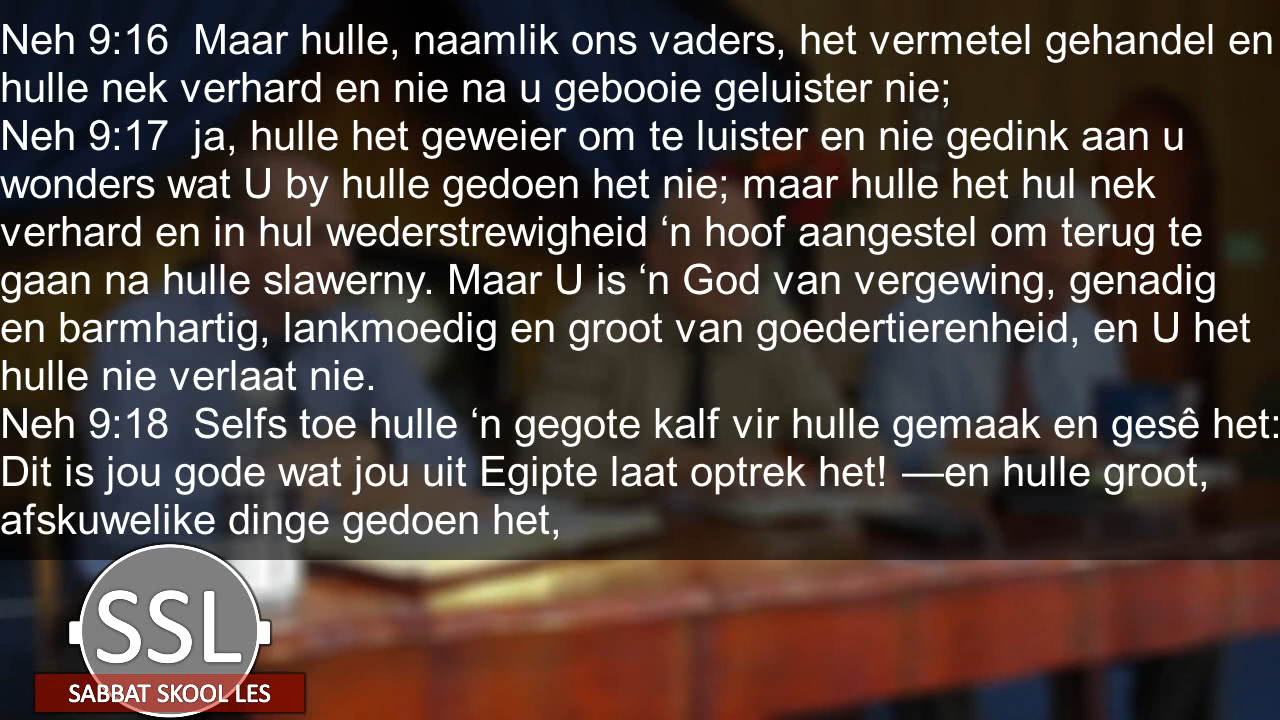 Neh 9:16  Maar hulle, naamlik ons vaders, het vermetel gehandel en
hulle nek verhard en nie na u gebooie geluister nie;
Neh 9:17  ja, hulle het geweier om te luister en nie gedink aan u
wonders wat U by hulle gedoen het nie; maar hulle het hul nek
verhard en in hul wederstrewigheid ‘n hoof aangestel om terug te
gaan na hulle slawerny. Maar U is ‘n God van vergewing, genadig
en barmhartig, lankmoedig en groot van goedertierenheid, en U het
hulle nie verlaat nie.
Neh 9:18  Selfs toe hulle ‘n gegote kalf vir hulle gemaak en gesê het:
Dit is jou gode wat jou uit Egipte laat optrek het! —en hulle groot,
afskuwelike dinge gedoen het,
SSL
SABBAT SKOOL LES